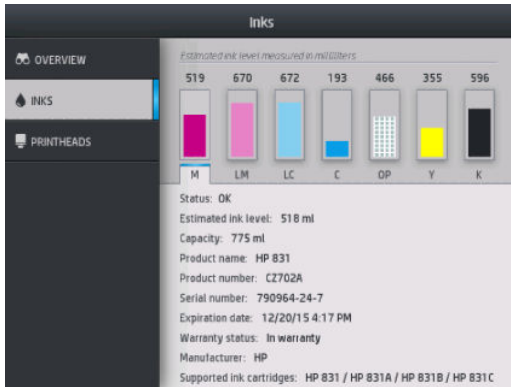 Inks
OVERVIEW
INKS
PRINTHEADS
Estimated ink level measured in milliliters
519 670 672 193 466 355 596
M LM LC C OP Y K
Status: OK
Estimated ink level: 518 ml
Capacity: 775 ml
Product name: HP 831
Product number: CZ702A
Serial number: 790964-24-7
Expiration date: 12/20/15 4:17 PM
Warranty status: In warranty
Manufacturer: HP
Supported ink cartridges: HP 831 / HP 831A / HP 831B / HP 831C